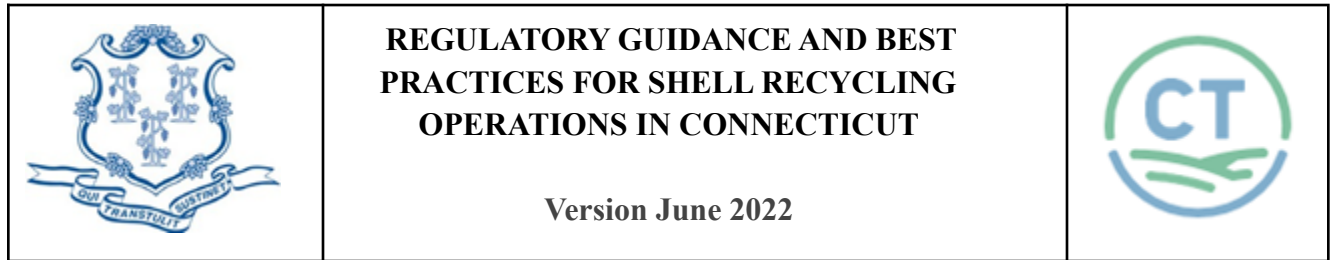 QUI TRANSTULIT SUSTINET
REGULATORY GUIDANCE AND BEST
PRACTICES FOR SHELL RECYCLING
OPERATIONS IN CONNECTICUT
Version June 2022
CT